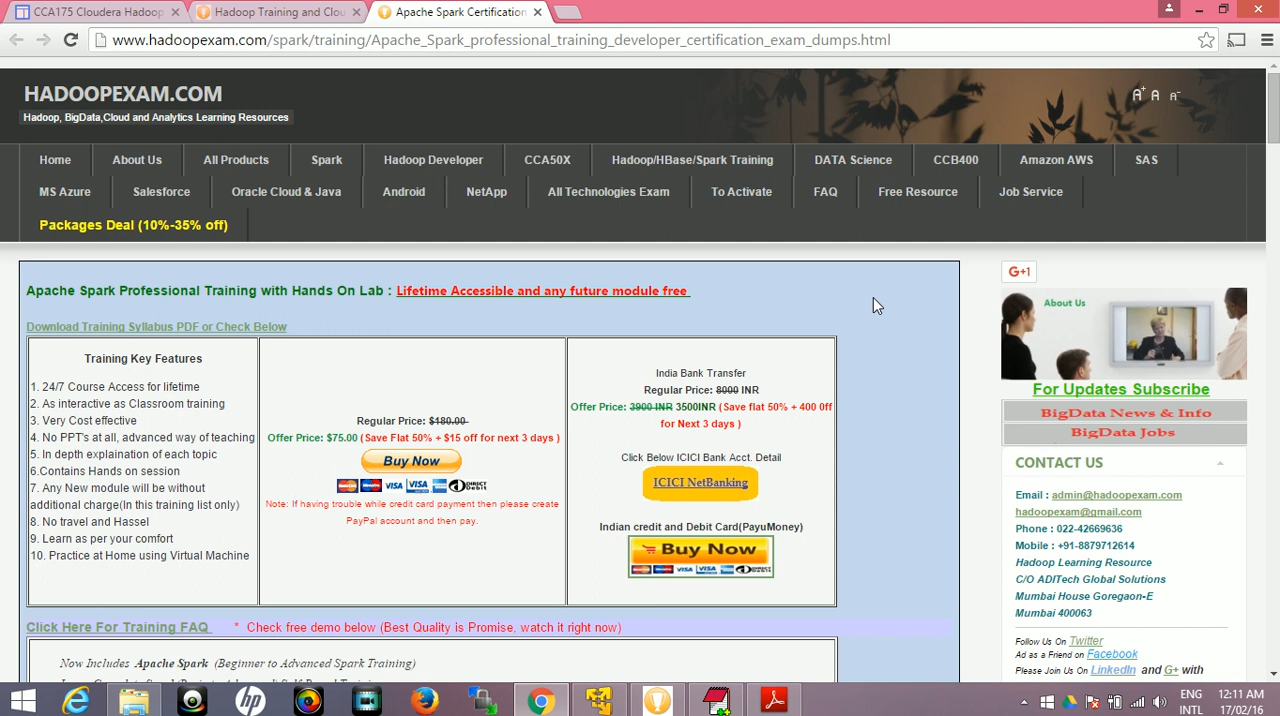 CCA175 Cloudera Hadoop
Hadoop Training and Clou
Apache Spark Certification
www.hadoopexam.com/spark/training/Apache_Spark_professional_training_developer_certification_exam_dumps.html
HADOOPEXAM.COM
Hadoop, BigData,Cloud and Analytics Learning Resources
A+ A A-
Home About Us All Products Spark Hadoop Developer CCA50X Hadoop/HBase/Spark Training DATA Science CCB400 Amazon AWS SAS
MS Azure Salesforce Oracle Cloud & Java Android NetApp All Technologies Exam To Activate FAQ Free Resource Job Service
Packages Deal (10%-35% off)
Apache Spark Professional Training with Hands On Lab : Lifetime Accessible and any future module free
Download Training Syllabus PDF or Check Below
Training Key Features
1. 24/7 Course Access for lifetime
2. As interactive as Classroom training
3. Very Cost effective
4. No PPT's at all, advanced way of teaching
5. In depth explaination of each topic
6.Contains Hands on session
7. Any New module will be without
additional charge(In this training list only)
8. No travel and Hassel
9. Learn as per your comfort
10. Practice at Home using Virtual Machine
Regular Price: $180.00
Offer Price: $75.00 (Save Flat 50% + $15 off for next 3 days )
Buy Now
VISA VISA DIRECT Debit
Note: If having trouble while credit card payment then please create
PayPal account and then pay.
India Bank Transfer
Regular Price: 8000 INR
Offer Price: 3900 INR 3500INR (Save flat 50% + 400 0ff
for Next 3 days )
Click Below ICICI Bank Acct. Detail
ICICI NetBanking
Indian credit and Debit Card(PayuMoney)
Buy Now
VISA VISA DIRECT Debit
Click Here For Training FAQ * Check free demo below (Best Quality is Promise, watch it right now)
Now Includes Apache Spark (Beginner to Advanced Spark Training)
G+1
About Us
For Updates Subscribe
BigData News & Info
BigData Jobs
CONTACT US
Email : admin@hadoopexam.com
hadoopexam@gmail.com
Phone : 022-42669636
Mobile : +91-8879712614
Hadoop Learning Resource
C/O ADITech Global Solutions
Mumbai House Goregaon-E
Mumbai 400063
Follow Us On Twitter
Ad as a Friend on Facebook
Please Join Us On LinkedIn and G+ with
ENG
INTL
12:11 AM
17/02/16